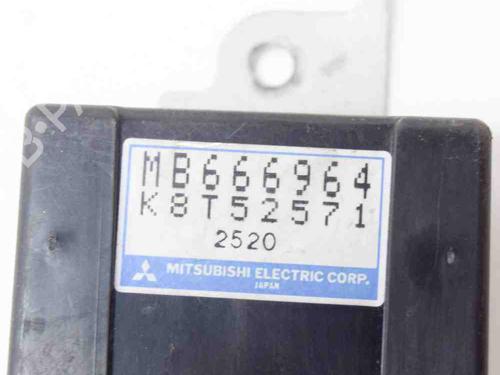 MB666964
K8T52571
2520
MITSUBISHI ELECTRIC CORP.
JAPAN